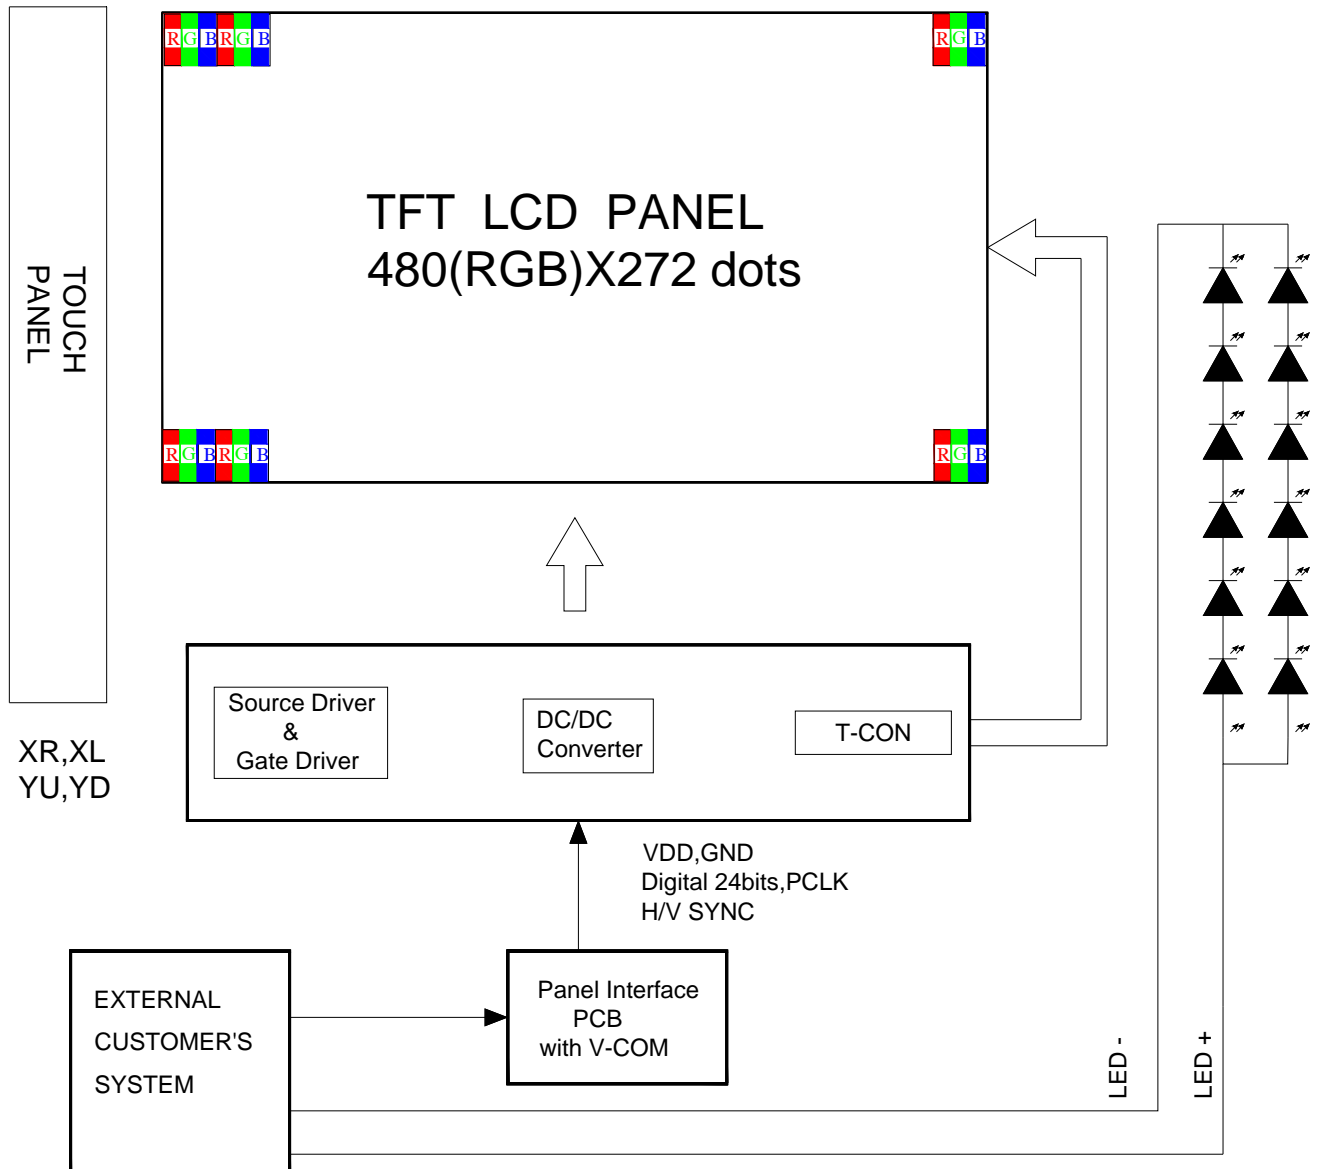 RGBRGB
RGB
TFT LCD PANEL
480(RGB)X272 dots
TOUCH
PANEL
RGBRGB
RGB
Source Driver
&
Gate Driver
DC/DC
Converter
T-CON
XR,XL
YU,YD
VDD,GND
Digital 24bits,PCLK
H/V SYNC
EXTERNAL
CUSTOMER'S
SYSTEM
Panel Interface
PCB
with V-COM
LED -
LED +